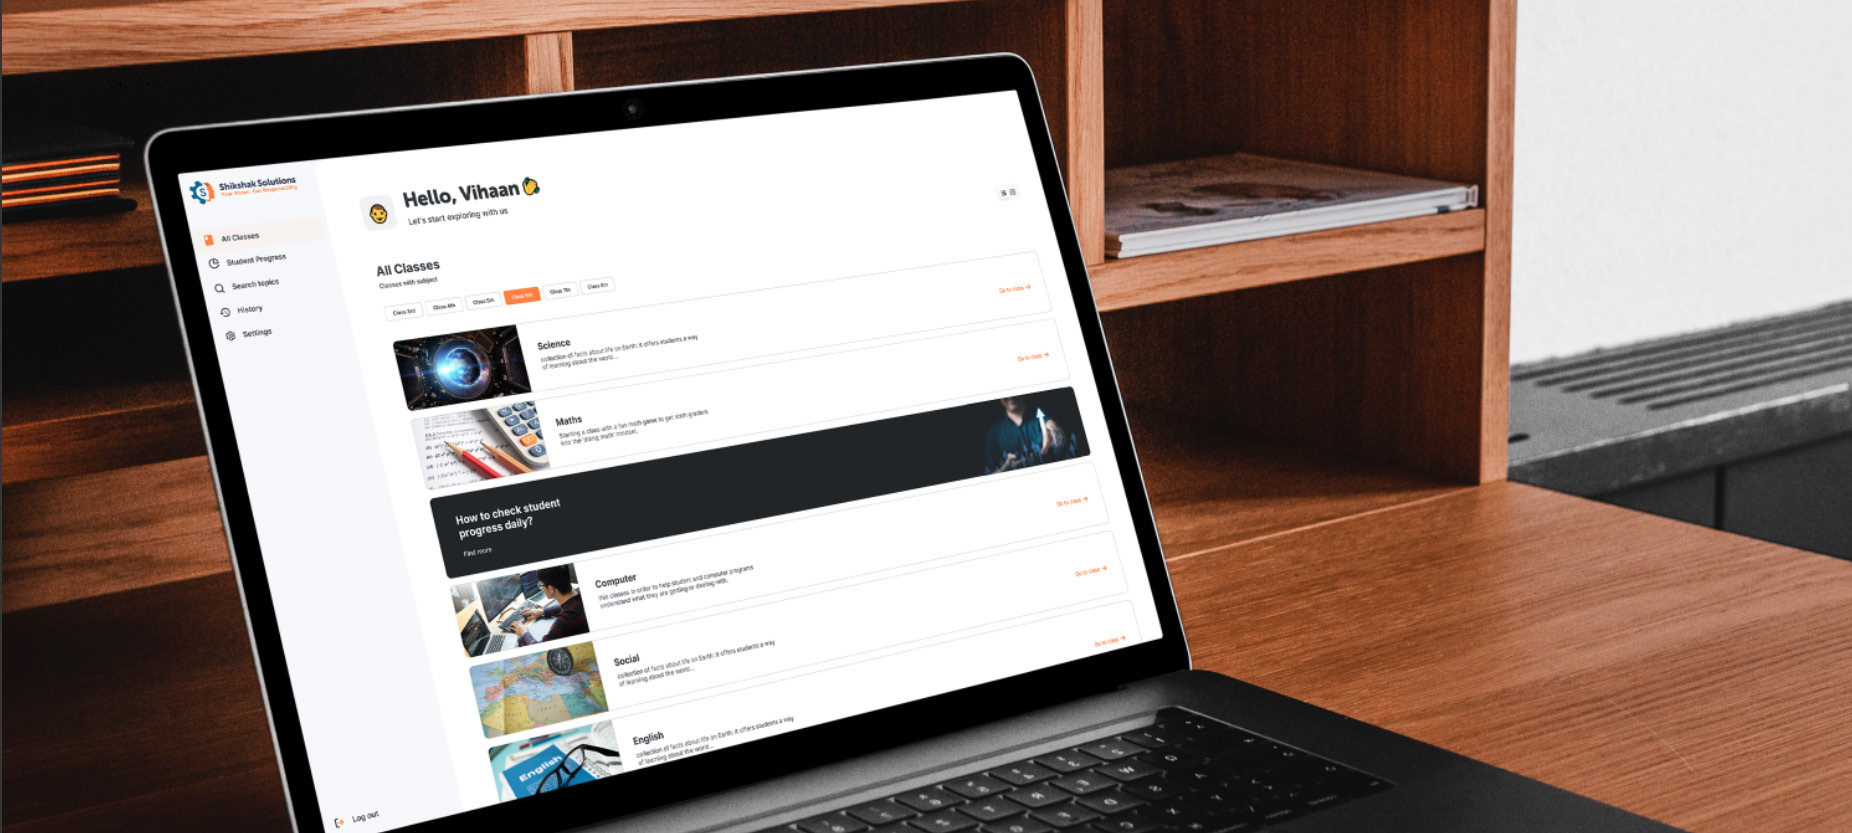 Shikshak Solutions
Your Vision, Our Responsibility
All Classes
Student Progress
Search topics
History
Settings
Log out
Hello, Vihaan
Let's start exploring with us
All Classes
Classes with subject
Class 3rd
Class 4th
Class 5th
Class 6th
Class 7th
Class 8th
Science
collection of facts about life on Earth; it offers students a way
of learning about the world...
Go to class
Maths
Starting a class with a fun math game to get sixth graders
into the 'doing math' mindset.
Go to class
How to check student
progress daily?
Find more
Computer
this classes in order to help student and computer programs
understand what they are getting or dealing with.
Go to class
Social
collection of facts about life on Earth; it offers students a way
of learning about the world...
Go to class
English
collection of facts about life on Earth; it offers students a way
of learning about the world...
Go to class
English